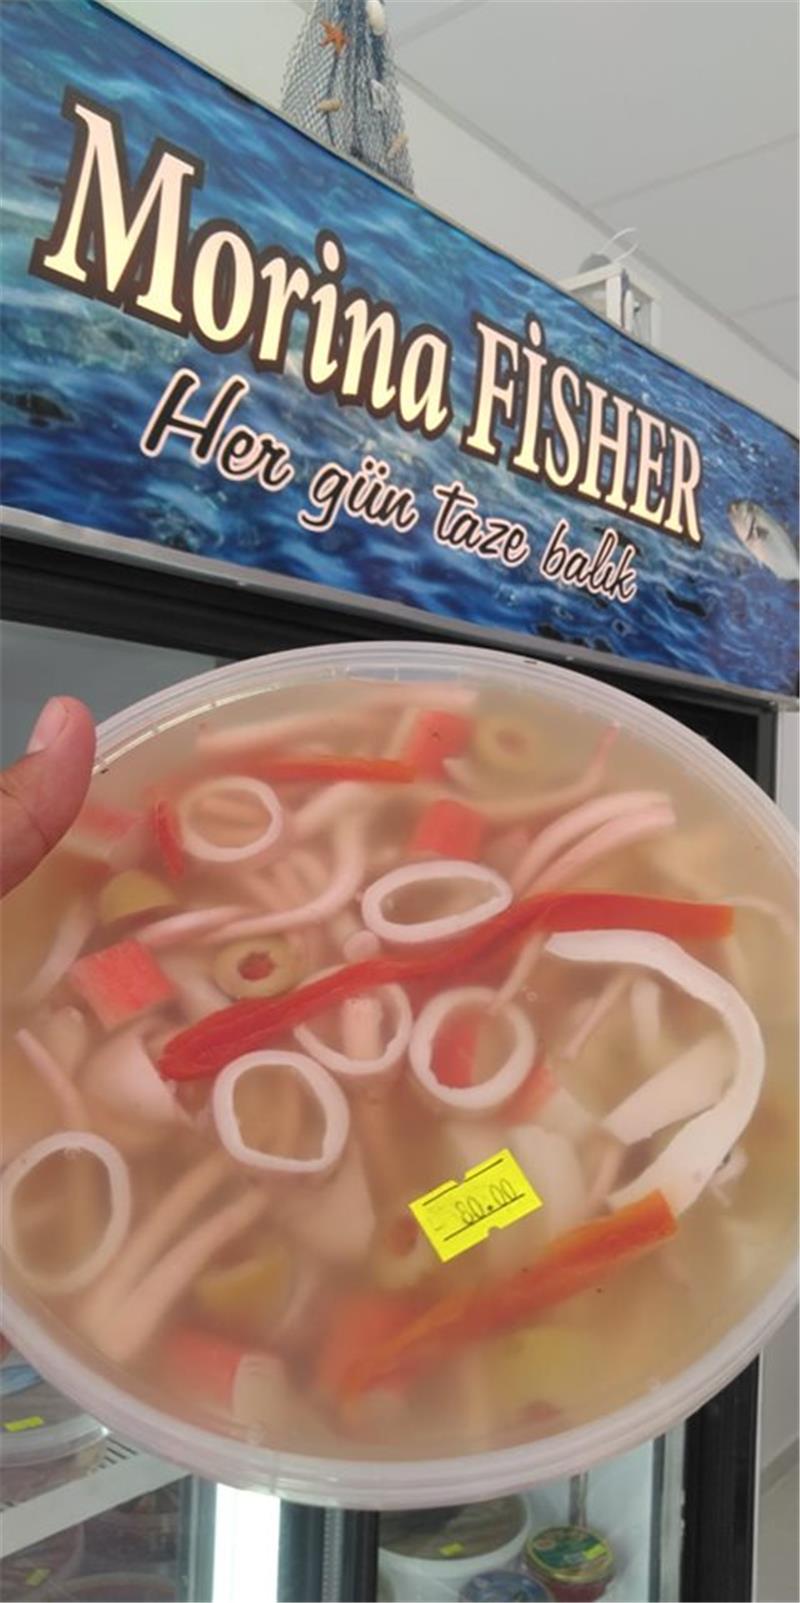 Morina FİSHER
Her gün taze balık
80.00